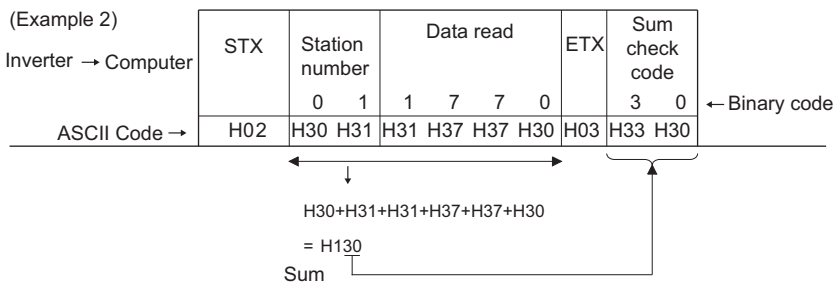 (Example 2)
Inverter → Computer
STX
Station
number
Data read
ETX
Sum
check
code
0 1 1 7 7 0 3 0
← Binary code
ASCII Code →
H02 H30 H31 H31 H37 H37 H30 H03 H33 H30
H30+H31+H31+H37+H37+H30
= H130
Sum